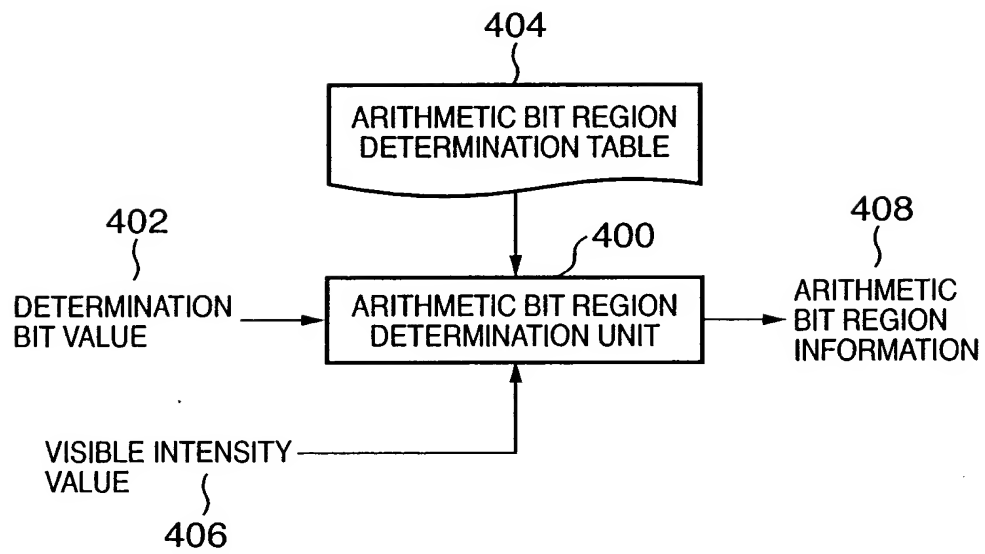 404
ARITHMETIC BIT REGION
DETERMINATION TABLE
402
400
408
DETERMINATION
BIT VALUE
ARITHMETIC BIT REGION
DETERMINATION UNIT
ARITHMETIC
BIT REGION
INFORMATION
VISIBLE INTENSITY
VALUE
406